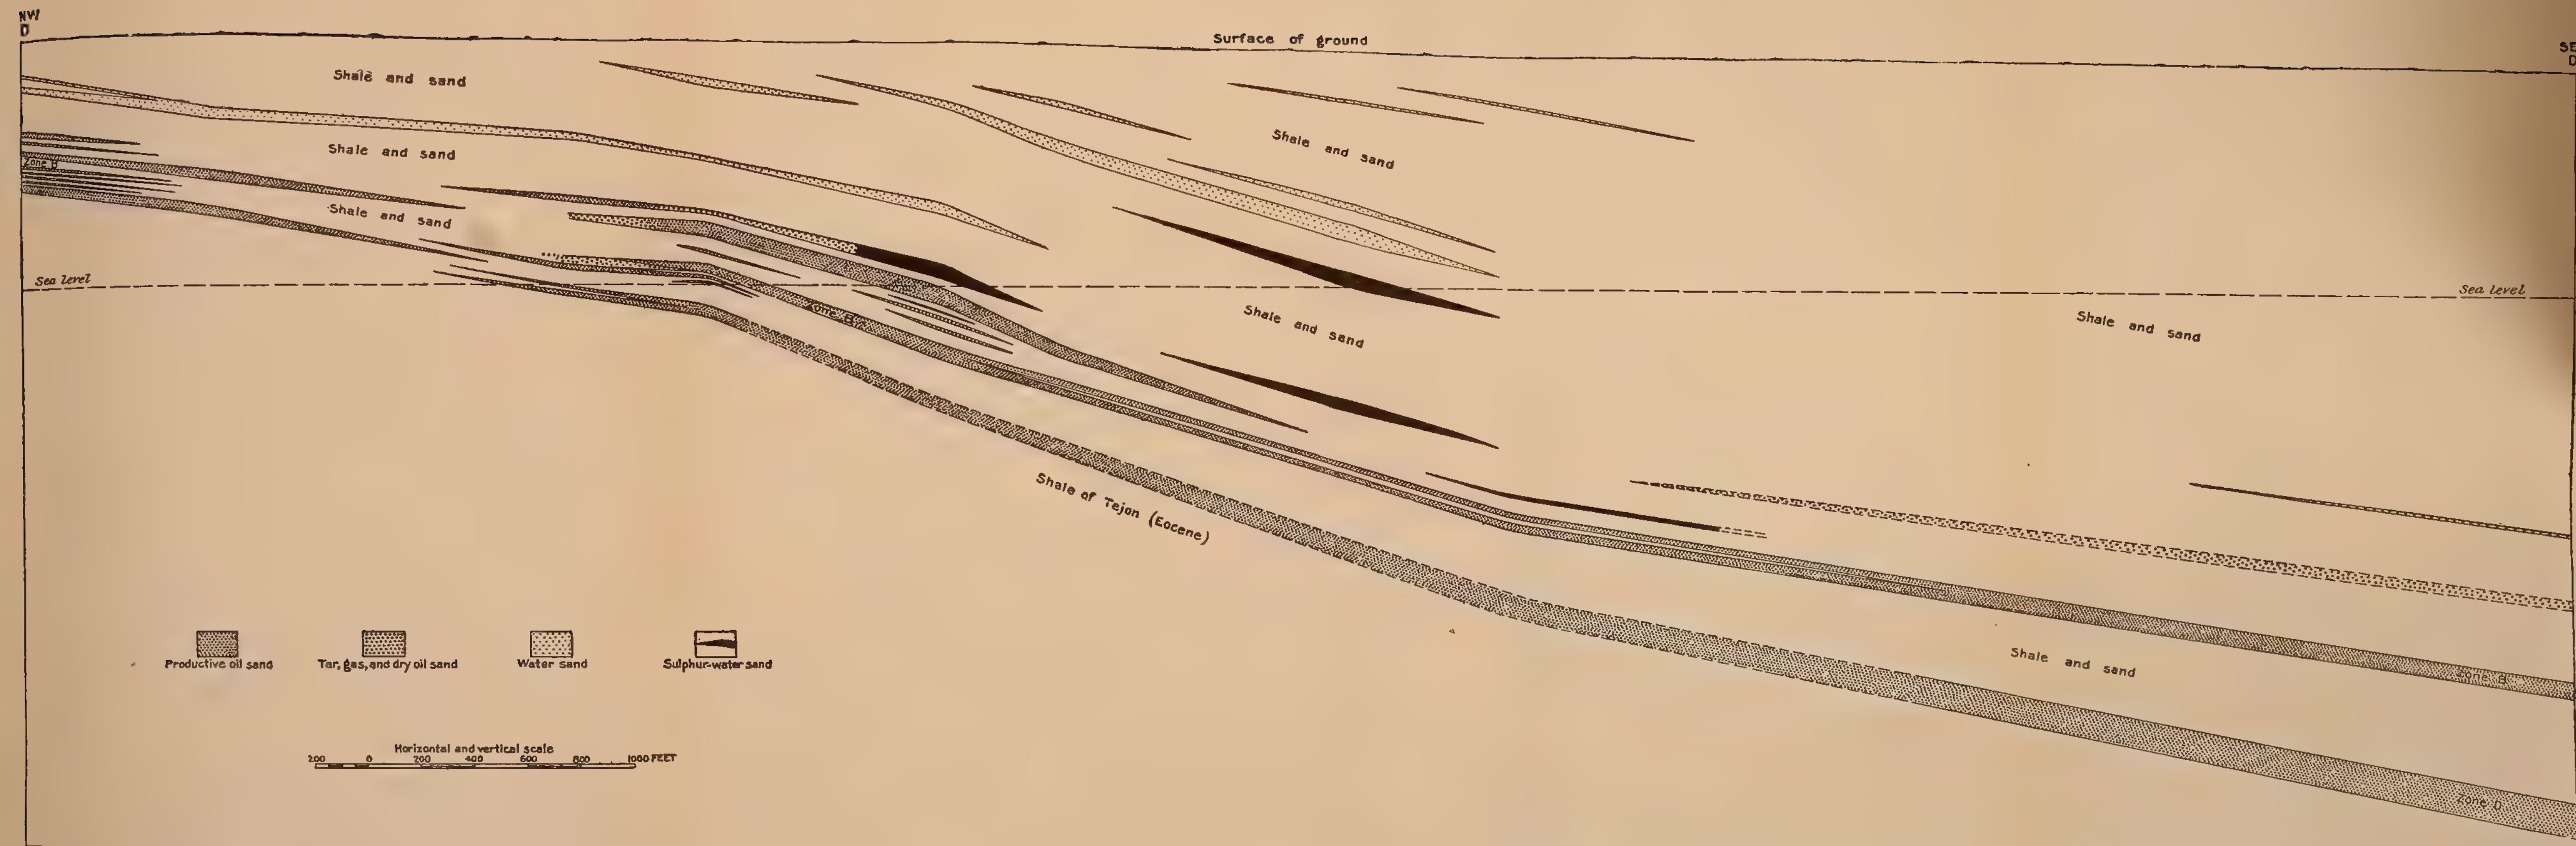 NW
D
SE
Surface of ground
Shale and sand
Shale and sand
Shale and sand
Zone B
Shale and sand
Sea level
Sea level
Shale and sand
Shale and sand
Zone B
Shale of Tejon (Eocene)
Shale and sand
Zone B
Zone D
Productive oil sand
Tar, gas, and dry oil sand
Water sand
Sulphur-water sand
Horizontal and vertical scale
200 0 200 400 600 800 1000 FEET